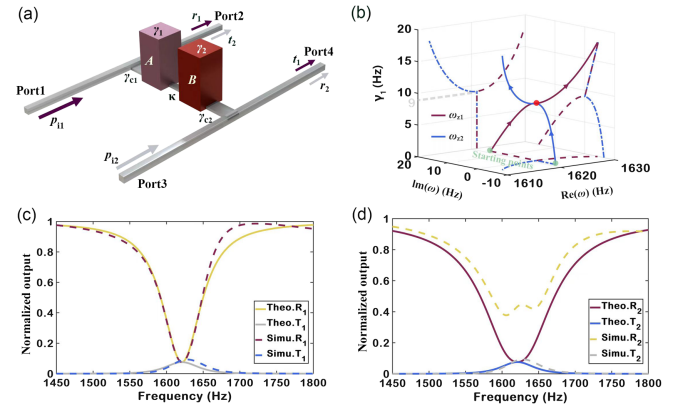 (a)
r1
Port2
t2
γ1
γ2
A
B
t1
Port4
r2
γc1
κ
γc2
Port1
pi1
pi2
Port3
(b)
γ1 (Hz)
20
15
10
9
5
0
ωz1
ωz2
Starting points
20
10
0
-10
Im(ω) (Hz)
1610
1620
1630
Re(ω) (Hz)
(c)
Normalized output
1
0.8
0.6
0.4
0.2
0
Theo.R1
Theo.T1
Simu.R1
Simu.T1
1450 1500 1550 1600 1650 1700 1750 1800
Frequency (Hz)
(d)
Normalized output
1
0.8
0.6
0.4
0.2
0
Theo.R2
Theo.T2
Simu.R2
Simu.T2
1450 1500 1550 1600 1650 1700 1750 1800
Frequency (Hz)